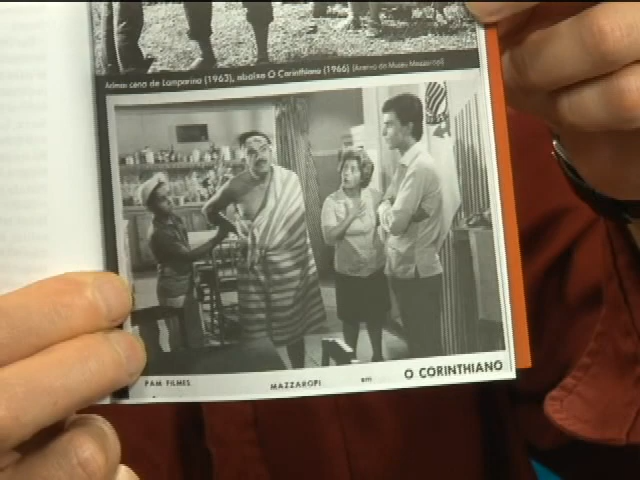 Acima: cena de Lamparina (1963), abaixo O Corinthiano (1966) (Acervo do Museu Mazzaropi)
PAM FILMES MAZZAROPI em O CORINTHIANO